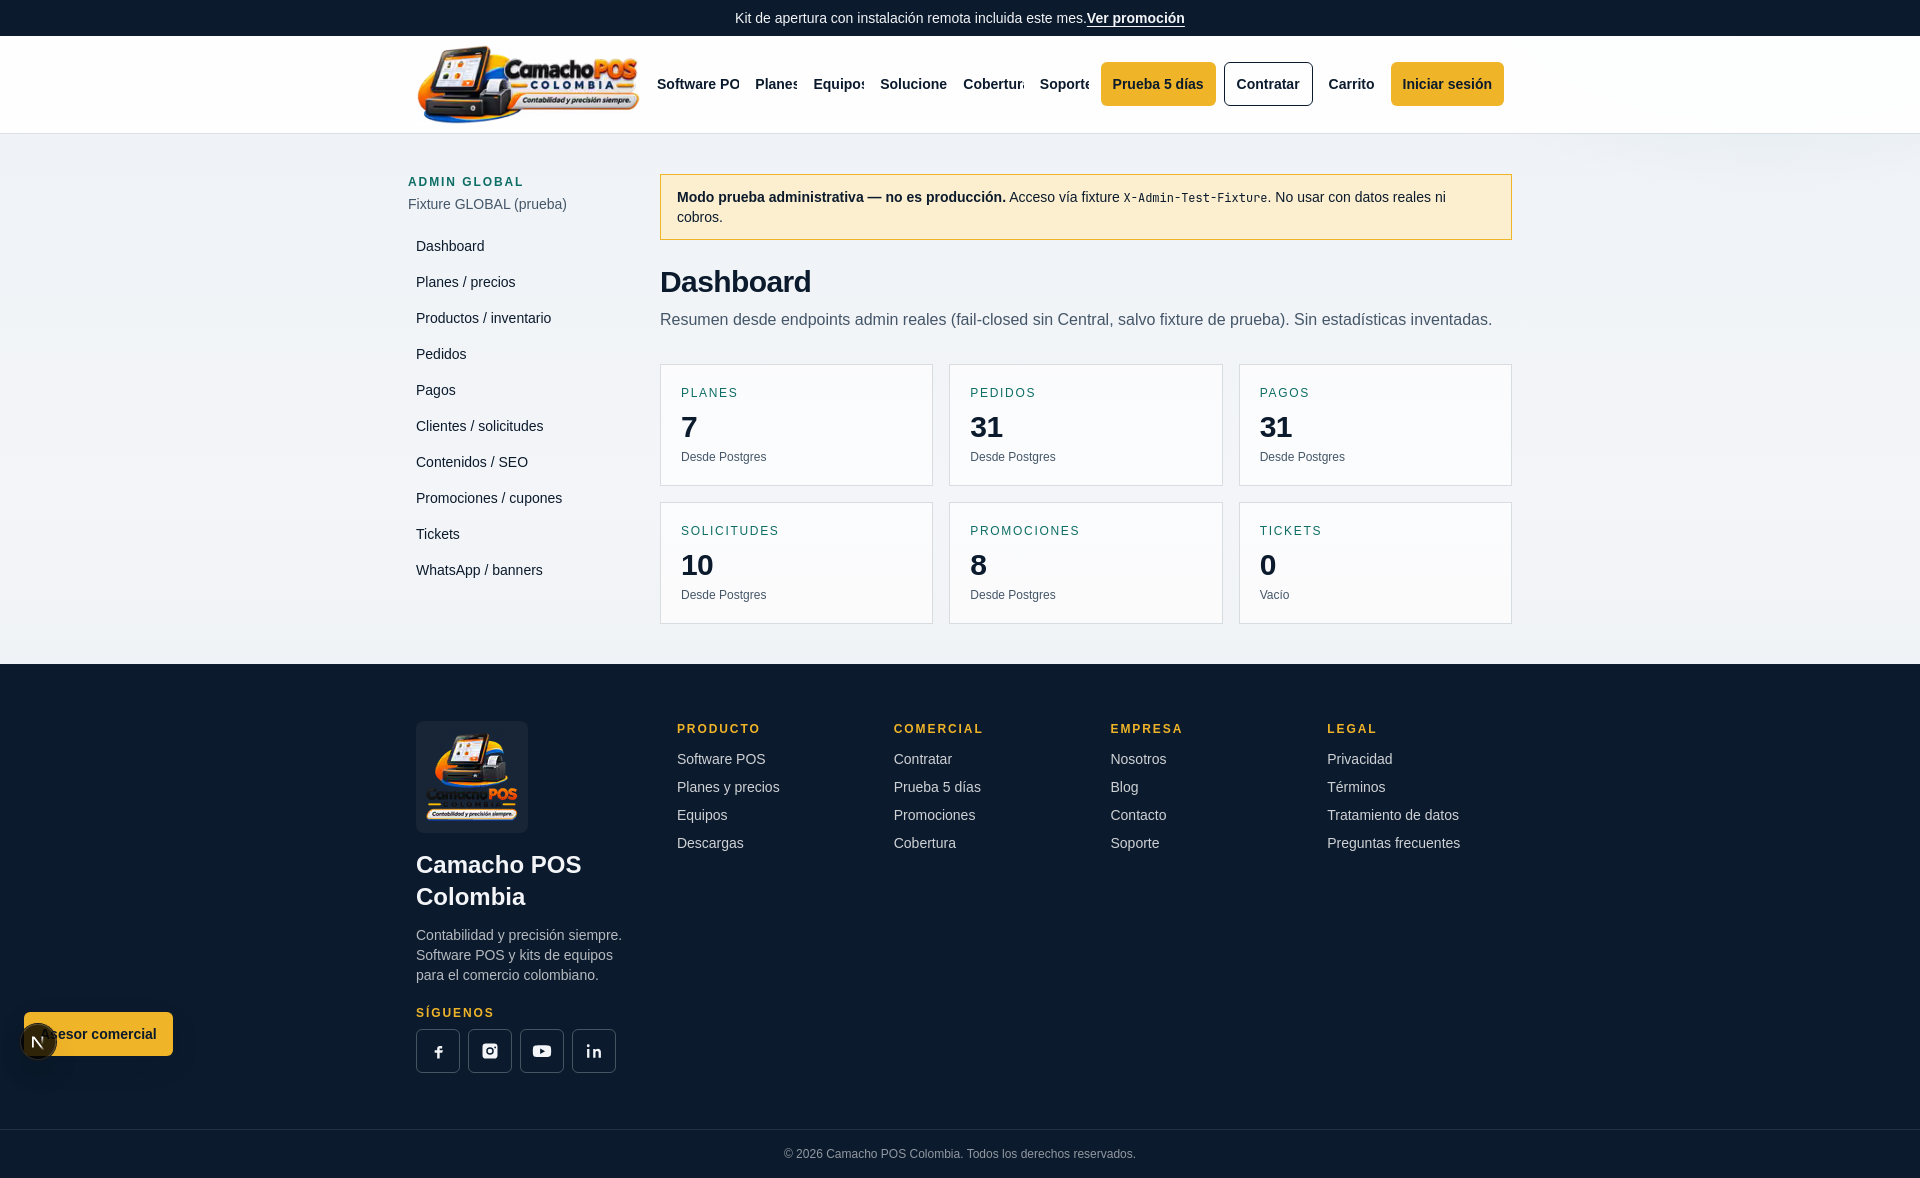 Kit de apertura con instalación remota incluida este mes.Ver promoción
CamachoPOS
COLOMBIA
Contabilidad y precisión siempre.
Software PO Planes Equipos Solucione Cobertura Soporte Prueba 5 días Contratar Carrito Iniciar sesión
ADMIN GLOBAL
Fixture GLOBAL (prueba)
Dashboard
Planes / precios
Productos / inventario
Pedidos
Pagos
Clientes / solicitudes
Contenidos / SEO
Promociones / cupones
Tickets
WhatsApp / banners
Modo prueba administrativa — no es producción. Acceso vía fixture X-Admin-Test-Fixture. No usar con datos reales ni
cobros.
Dashboard
Resumen desde endpoints admin reales (fail-closed sin Central, salvo fixture de prueba). Sin estadísticas inventadas.
PLANES
7
Desde Postgres
PEDIDOS
31
Desde Postgres
PAGOS
31
Desde Postgres
SOLICITUDES
10
Desde Postgres
PROMOCIONES
8
Desde Postgres
TICKETS
0
Vacío
CamachoPOS
COLOMBIA
Contabilidad y precisión siempre.
Camacho POS
Colombia
Contabilidad y precisión siempre.
Software POS y kits de equipos
para el comercio colombiano.
SÍGUENOS
PRODUCTO
Software POS
Planes y precios
Equipos
Descargas
COMERCIAL
Contratar
Prueba 5 días
Promociones
Cobertura
EMPRESA
Nosotros
Blog
Contacto
Soporte
LEGAL
Privacidad
Términos
Tratamiento de datos
Preguntas frecuentes
Asesor comercial
© 2026 Camacho POS Colombia. Todos los derechos reservados.